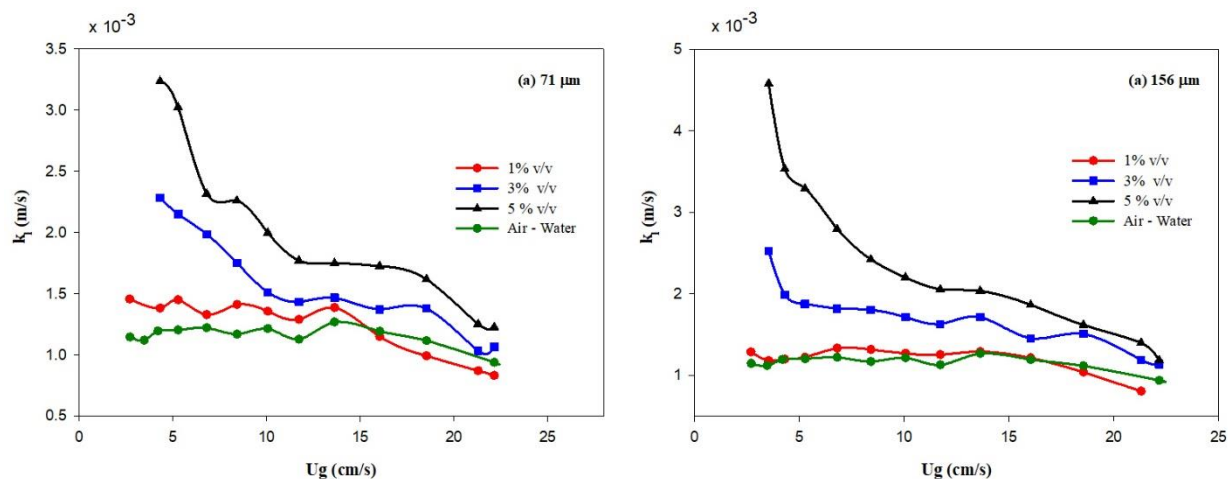 x 10⁻³
3.5
3.0
2.5
2.0
1.5
1.0
0.5
k_l (m/s)
(a) 71 µm
1% v/v
3% v/v
5 % v/v
Air - Water
0 5 10 15 20 25
Ug (cm/s)
x 10⁻³
5
4
3
2
1
k_l (m/s)
(a) 156 µm
1% v/v
3% v/v
5 % v/v
Air - Water
0 5 10 15 20 25
Ug (cm/s)